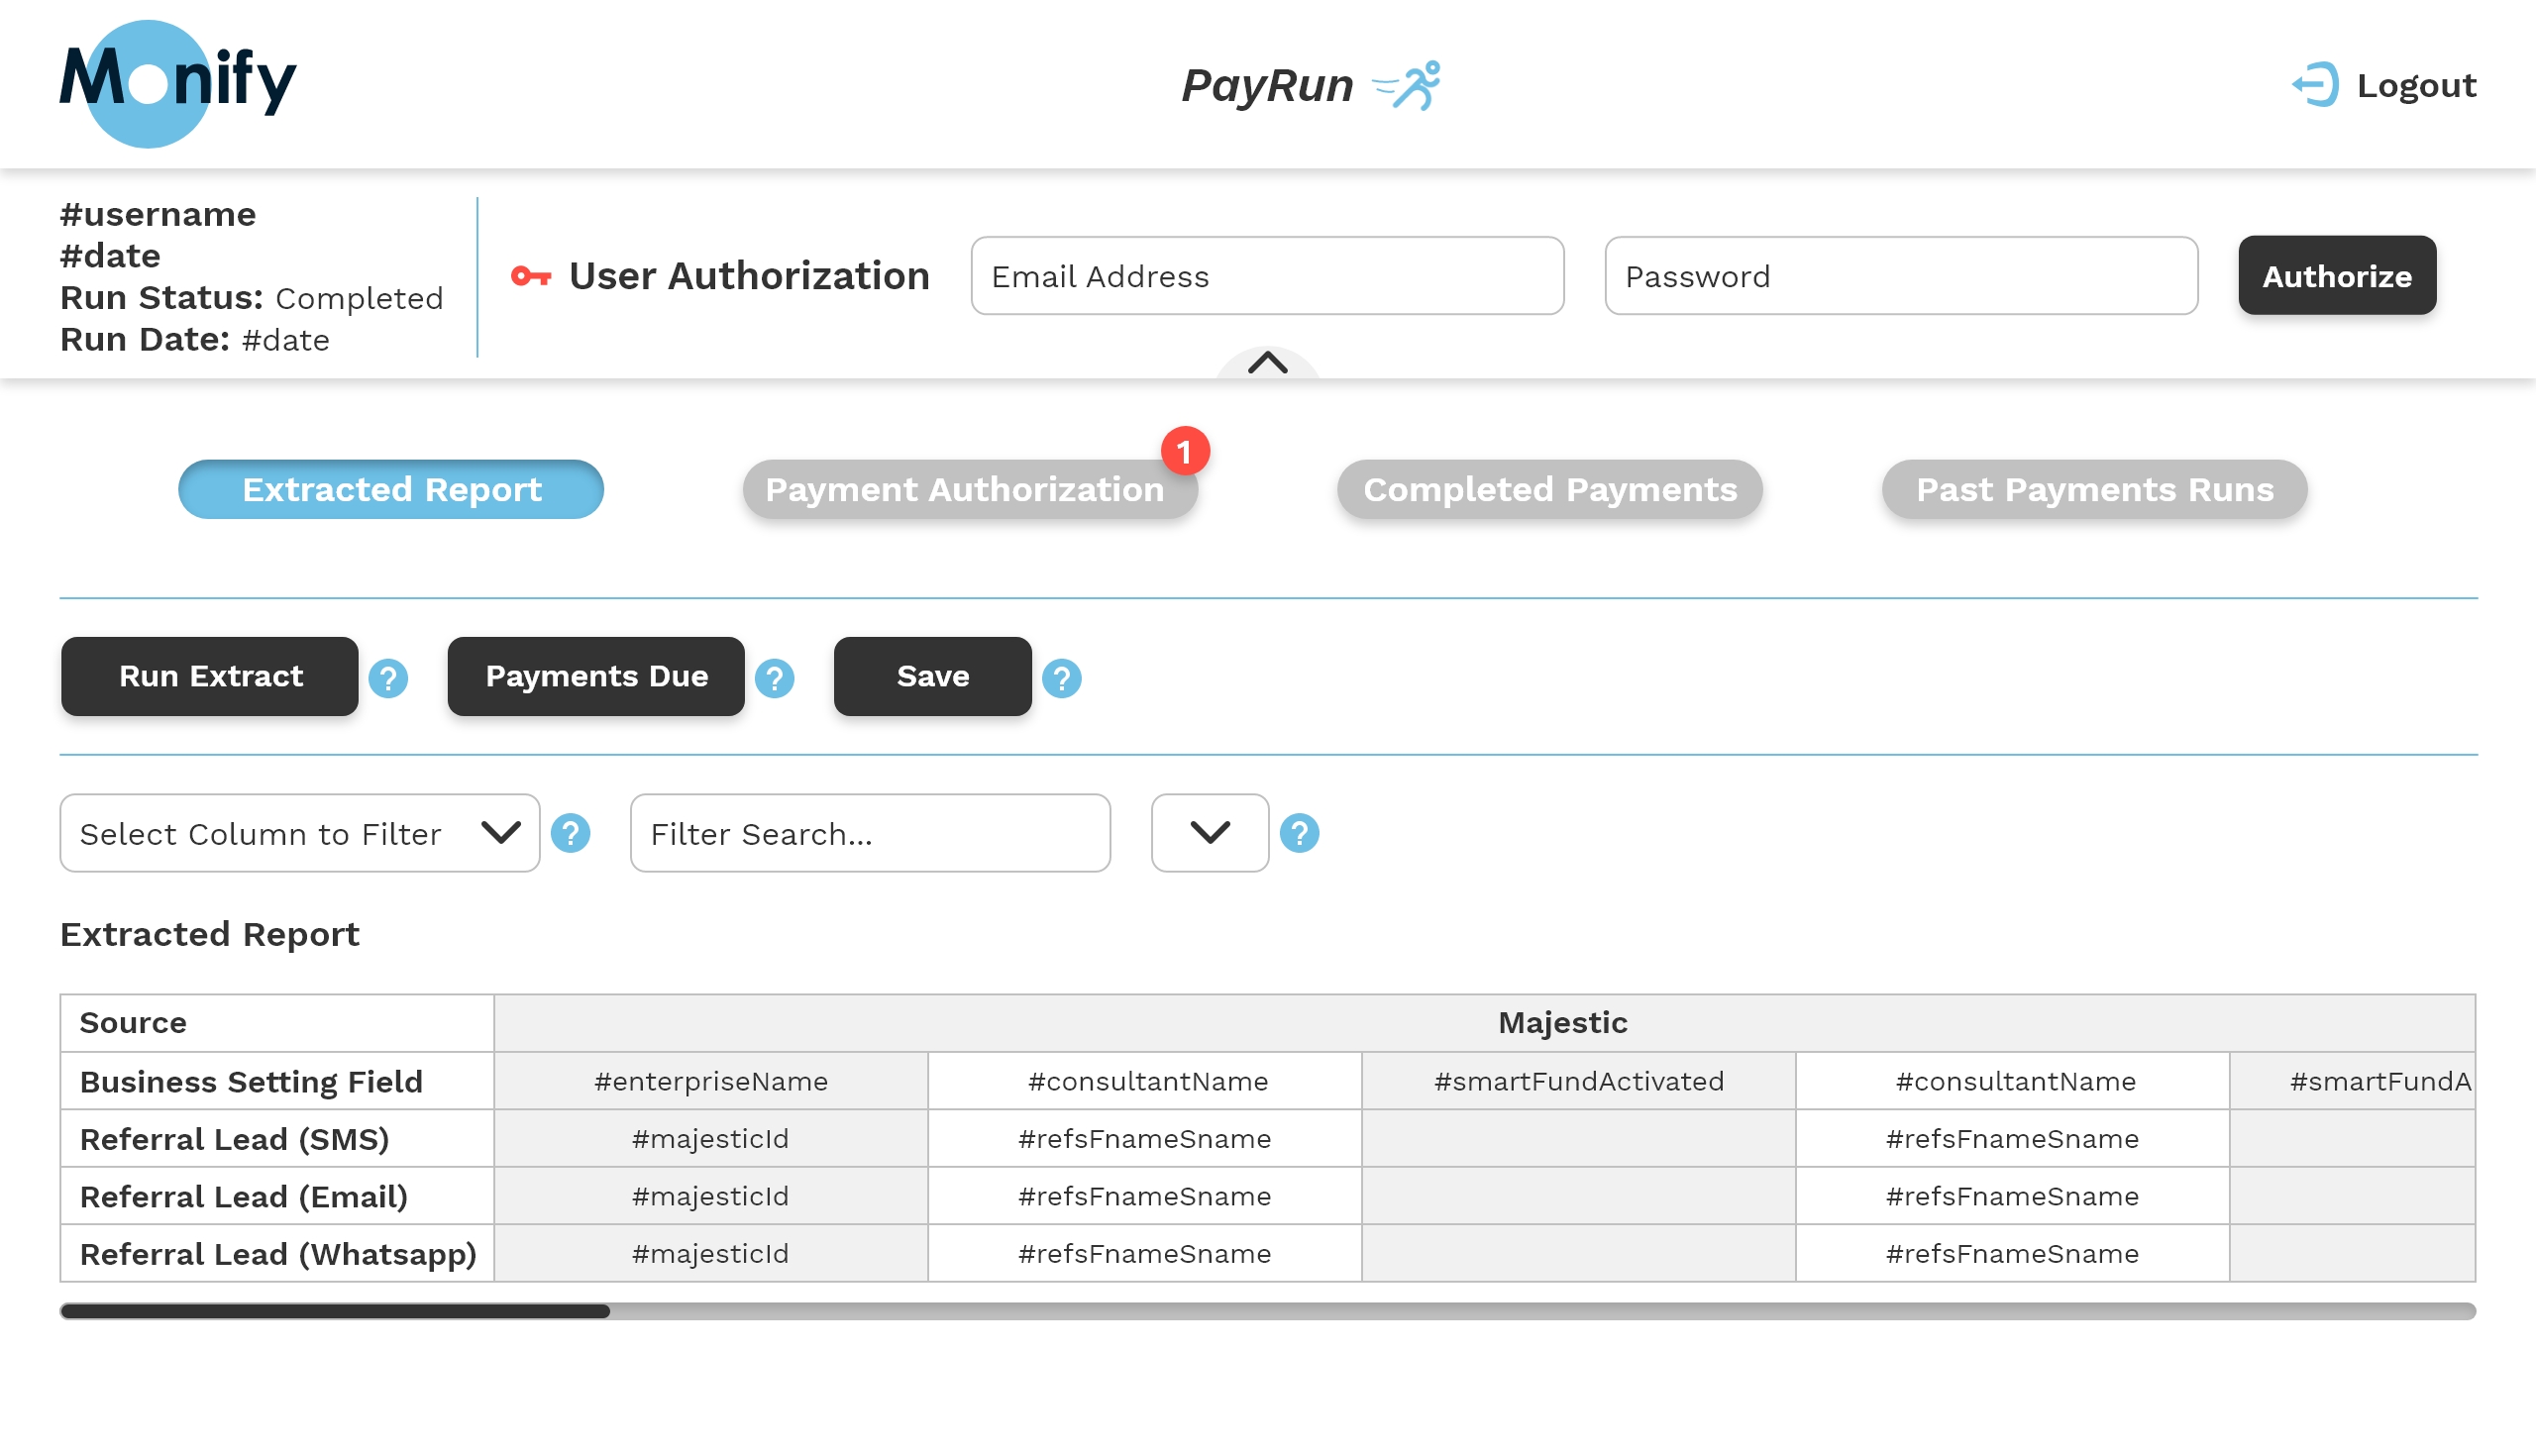 Monify
PayRun
Logout
#username
#date
Run Status: Completed
Run Date: #date
User Authorization
Email Address
Password
Authorize
Extracted Report
Payment Authorization
1
Completed Payments
Past Payments Runs
Run Extract
?
Payments Due
?
Save
?
Select Column to Filter
?
Filter Search...
?
Extracted Report
Source Majestic
Business Setting Field #enterpriseName #consultantName #smartFundActivated #consultantName #smartFundA
Referral Lead (SMS) #majesticId #refsFnameSname #refsFnameSname
Referral Lead (Email) #majesticId #refsFnameSname #refsFnameSname
Referral Lead (Whatsapp) #majesticId #refsFnameSname #refsFnameSname